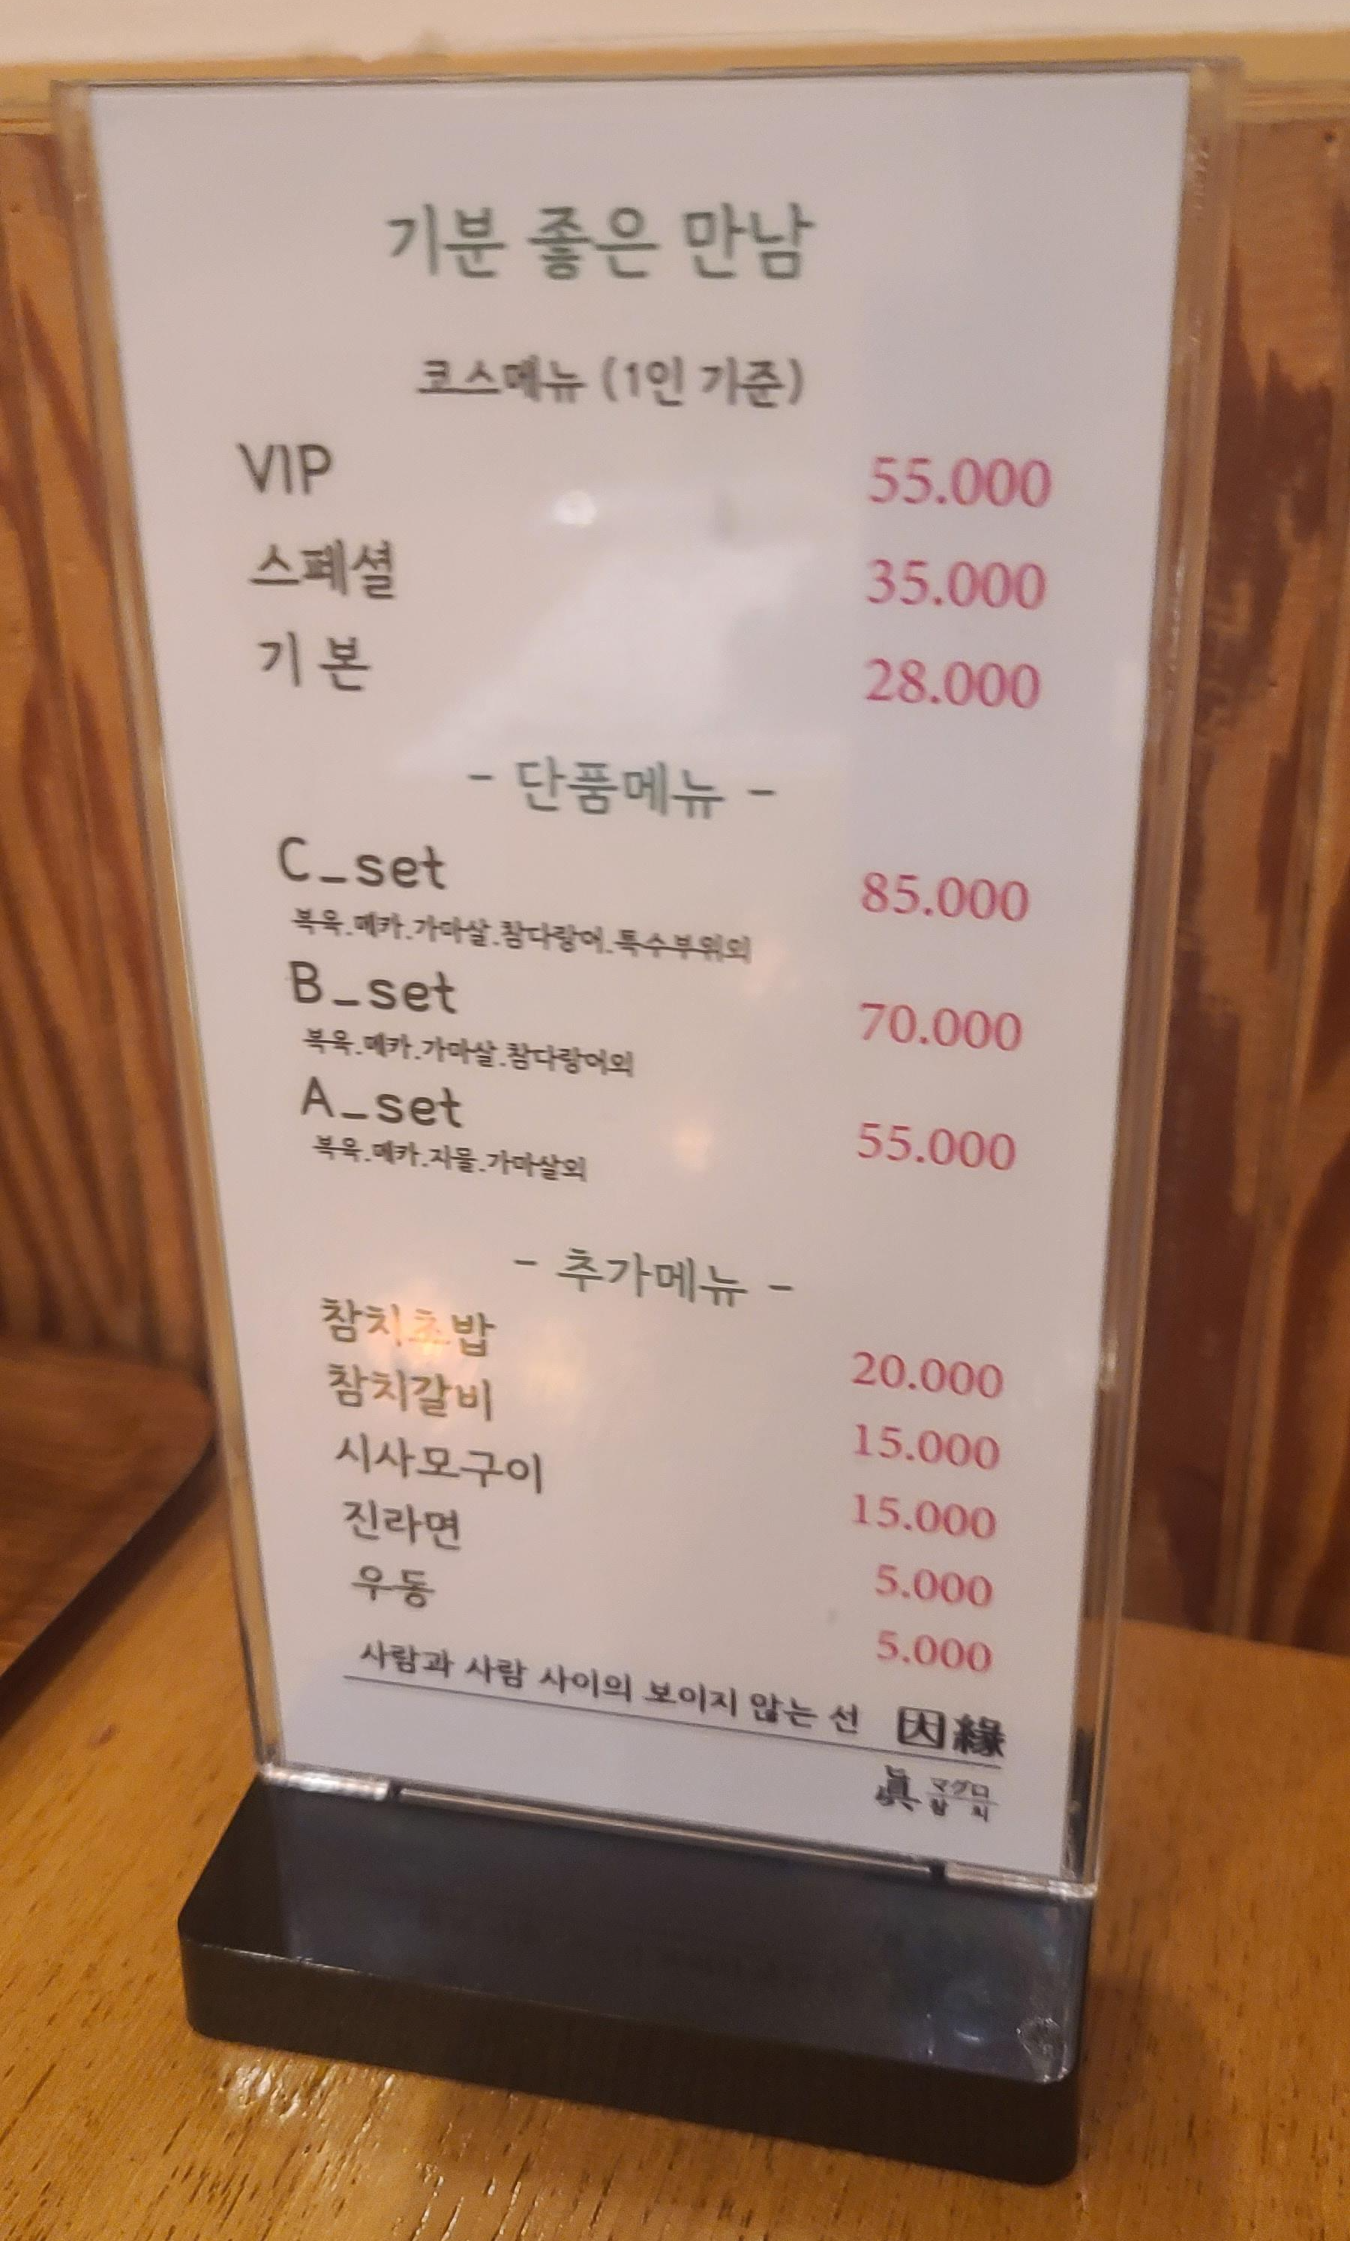 기분 좋은 만남
코스메뉴 (1인 기준)
VIP 55.000
스페셜 35.000
기 본 28.000
- 단품메뉴 -
C_set 85.000
복육.메카.가마살.참다랑어.특수부위외
B_set 70.000
복육.메카.가마살.참다랑어외
A_set 55.000
복육.메카.지물.가마살외
- 추가메뉴 -
참치초밥 20.000
참치갈비 15.000
시사모구이 15.000
진라면 5.000
우동 5.000
사람과 사람 사이의 보이지 않는 선 因緣
眞 マグロ
참 치